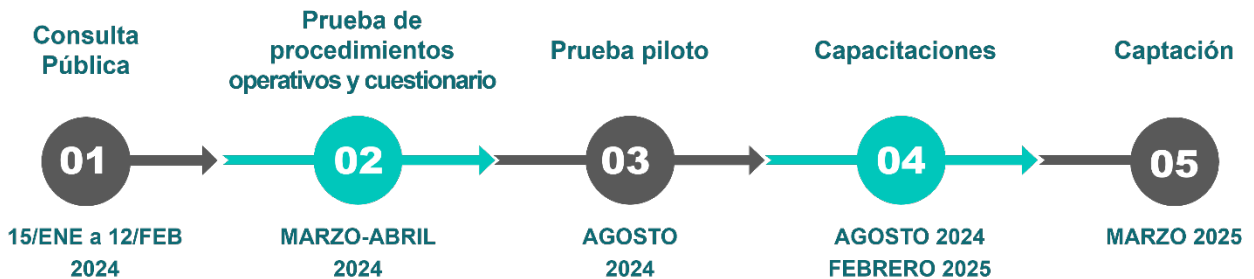 Consulta
Pública
Prueba de
procedimientos
operativos y cuestionario
Prueba piloto
Capacitaciones
Captación
01
02
03
04
05
15/ENE a 12/FEB
2024
MARZO-ABRIL
2024
AGOSTO
2024
AGOSTO 2024
FEBRERO 2025
MARZO 2025